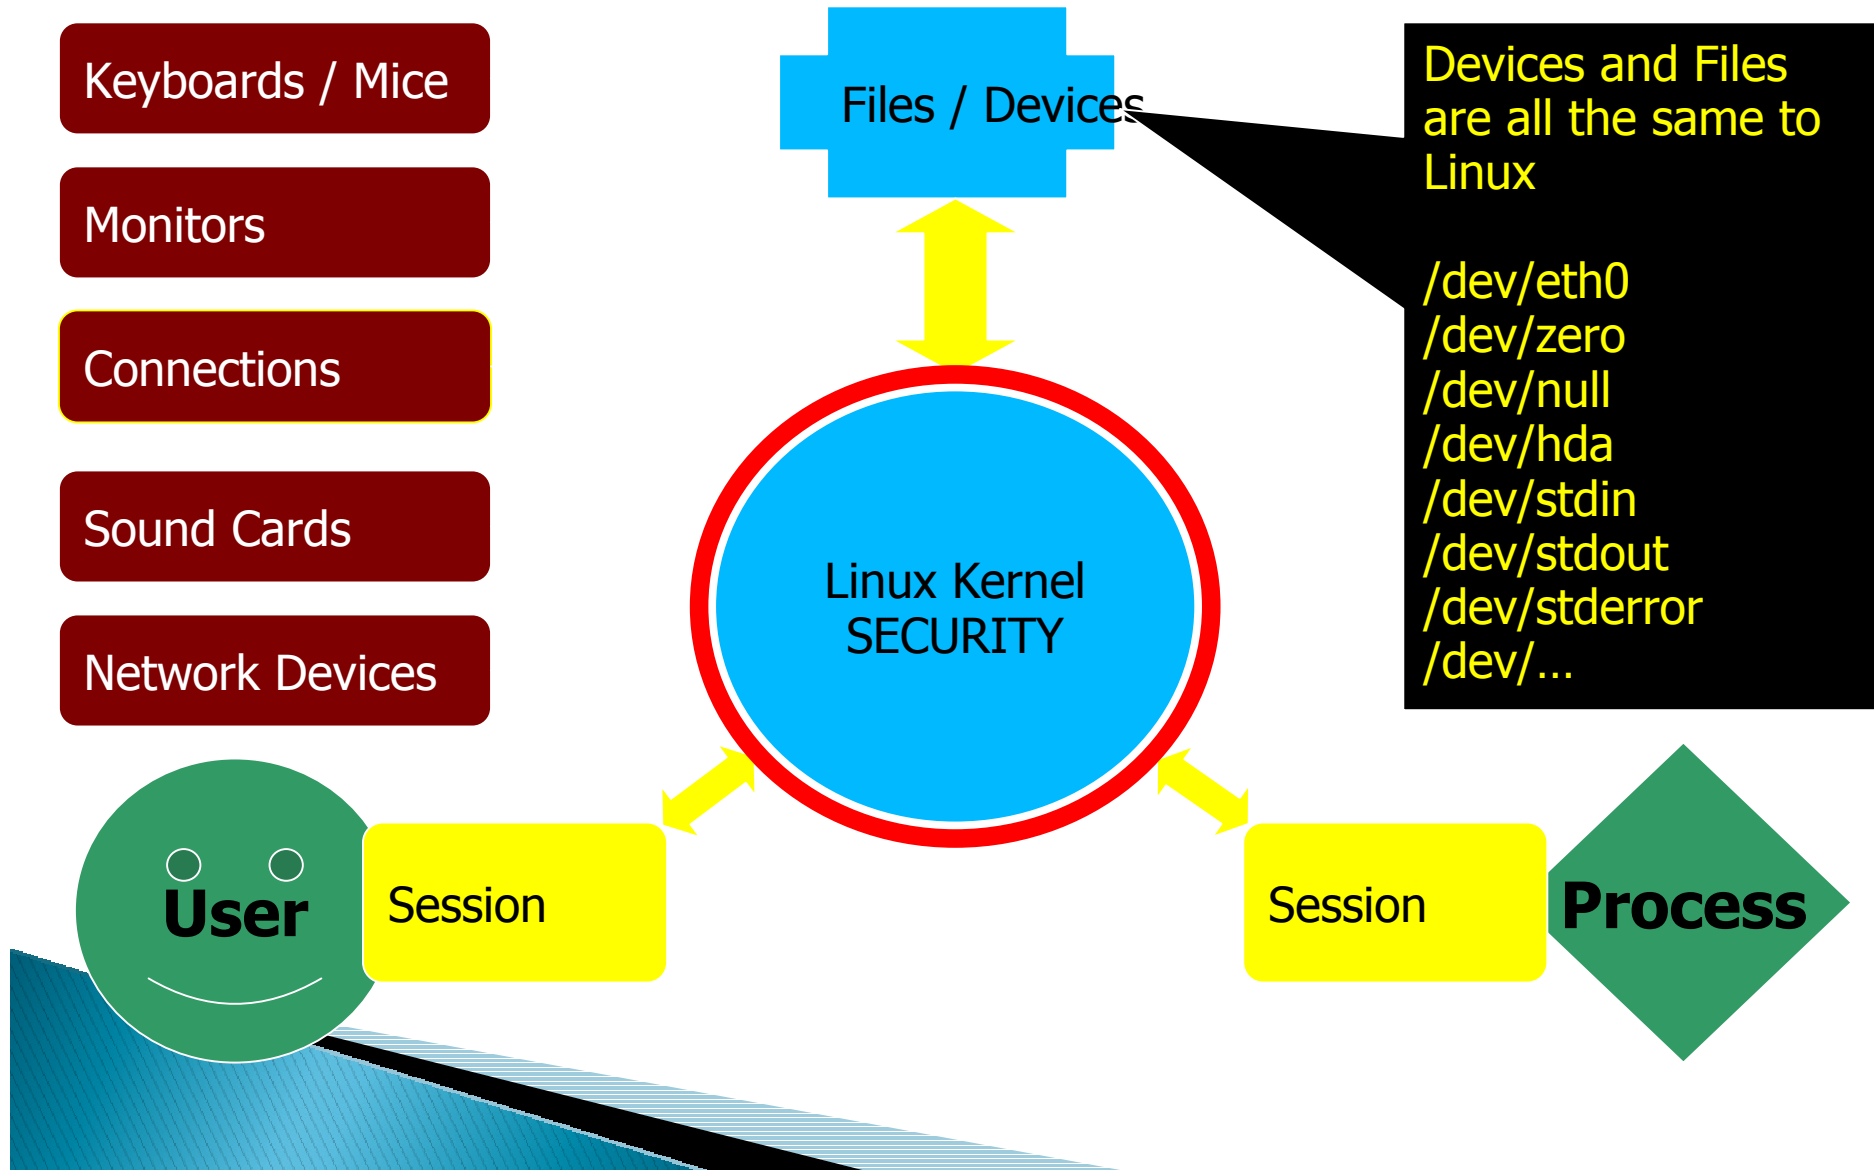 Keyboards / Mice
Monitors
Connections
Sound Cards
Network Devices
Files / Devices
Devices and Files
are all the same to
Linux
/dev/eth0
/dev/zero
/dev/null
/dev/hda
/dev/stdin
/dev/stdout
/dev/stderror
/dev/...
Linux Kernel
SECURITY
User
Session
Session
Process